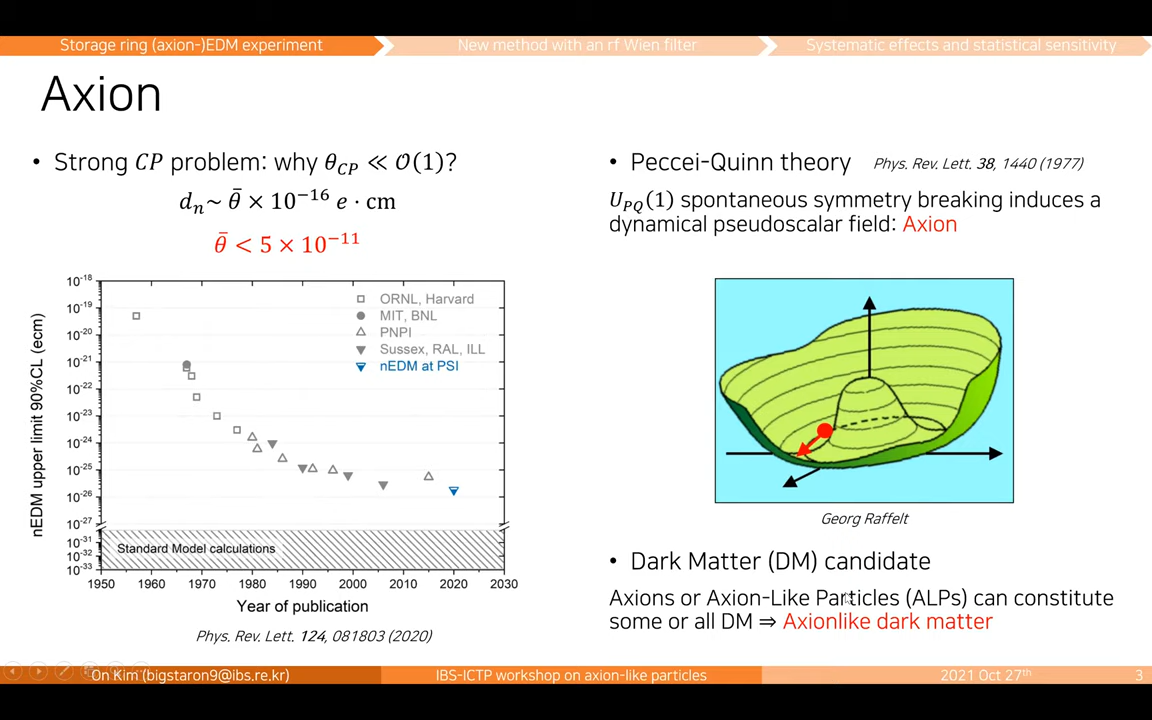 Storage ring (axion-)EDM experiment
New method with an rf Wien filter
Systematic effects and statistical sensitivity
Axion
• Strong CP problem: why θ_CP ≪ 𝒪(1)?
d_n~ θ̄ × 10⁻¹⁶ e · cm
θ̄ < 5 × 10⁻¹¹
nEDM upper limit 90%CL (ecm)
10⁻¹⁸
10⁻¹⁹
10⁻²⁰
10⁻²¹
10⁻²²
10⁻²³
10⁻²⁴
10⁻²⁵
10⁻²⁶
10⁻²⁷
10⁻³¹
10⁻³²
10⁻³³
ORNL, Harvard
MIT, BNL
PNPI
Sussex, RAL, ILL
nEDM at PSI
Standard Model calculations
1950 1960 1970 1980 1990 2000 2010 2020 2030
Year of publication
Phys. Rev. Lett. 124, 081803 (2020)
• Peccei-Quinn theory Phys. Rev. Lett. 38, 1440 (1977)
U_PQ(1) spontaneous symmetry breaking induces a
dynamical pseudoscalar field: Axion
Georg Raffelt
• Dark Matter (DM) candidate
Axions or Axion-Like Particles (ALPs) can constitute
some or all DM ⇒ Axionlike dark matter
On Kim (bigstaron9@ibs.re.kr)
IBS-ICTP workshop on axion-like particles
2021 Oct 27th
3